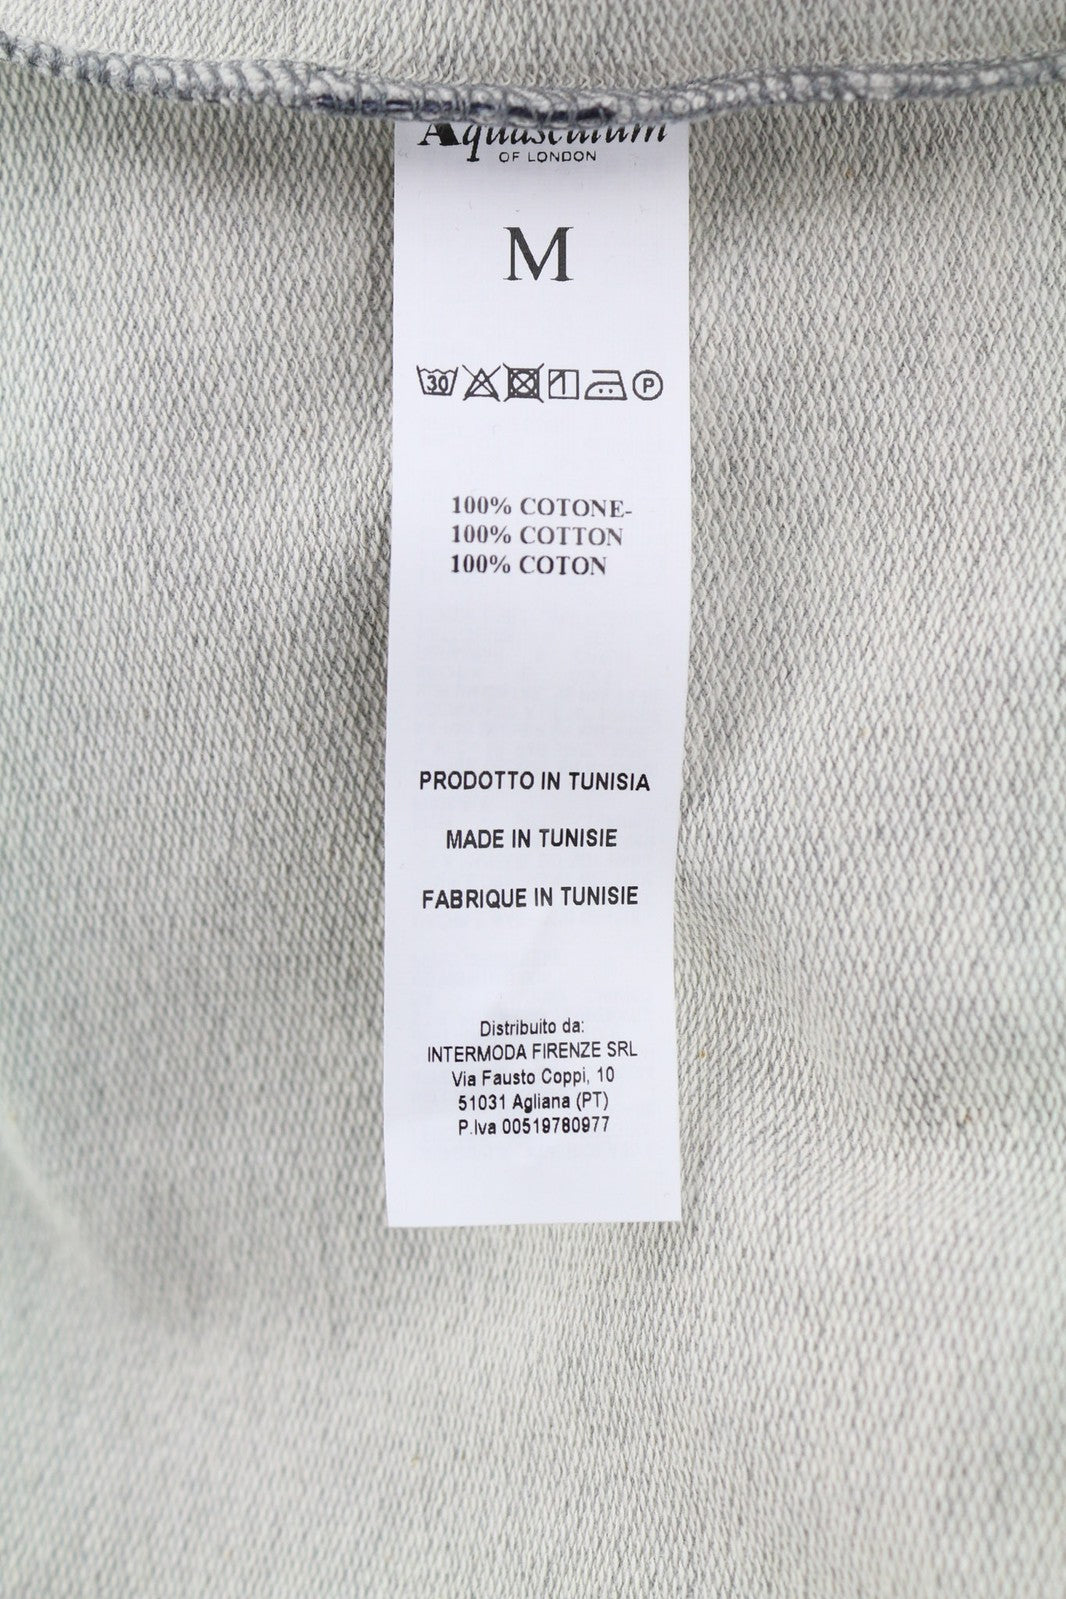 Aquascutum
OF LONDON
M
30 P
100% COTONE-
100% COTTON
100% COTON
PRODOTTO IN TUNISIA
MADE IN TUNISIE
FABRIQUE IN TUNISIE
Distribuito da:
INTERMODA FIRENZE SRL
Via Fausto Coppi, 10
51031 Agliana (PT)
P.Iva 00519780977